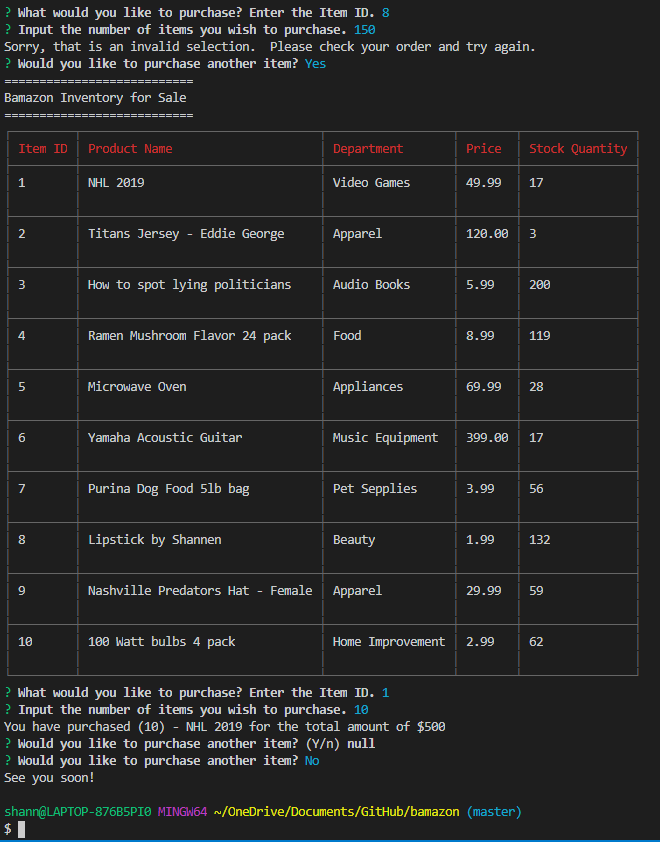 ? What would you like to purchase? Enter the Item ID. 8
? Input the number of items you wish to purchase. 150
Sorry, that is an invalid selection.  Please check your order and try again.
? Would you like to purchase another item? Yes
===========================
Bamazon Inventory for Sale
===========================
Item ID Product Name Department Price Stock Quantity
1 NHL 2019 Video Games 49.99 17
2 Titans Jersey - Eddie George Apparel 120.00 3
3 How to spot lying politicians Audio Books 5.99 200
4 Ramen Mushroom Flavor 24 pack Food 8.99 119
5 Microwave Oven Appliances 69.99 28
6 Yamaha Acoustic Guitar Music Equipment 399.00 17
7 Purina Dog Food 5lb bag Pet Sepplies 3.99 56
8 Lipstick by Shannen Beauty 1.99 132
9 Nashville Predators Hat - Female Apparel 29.99 59
10 100 Watt bulbs 4 pack Home Improvement 2.99 62
? What would you like to purchase? Enter the Item ID. 1
? Input the number of items you wish to purchase. 10
You have purchased (10) - NHL 2019 for the total amount of $500
? Would you like to purchase another item? (Y/n) null
? Would you like to purchase another item? No
See you soon!
shann@LAPTOP-876B5PI0 MINGW64 ~/OneDrive/Documents/GitHub/bamazon (master)
$